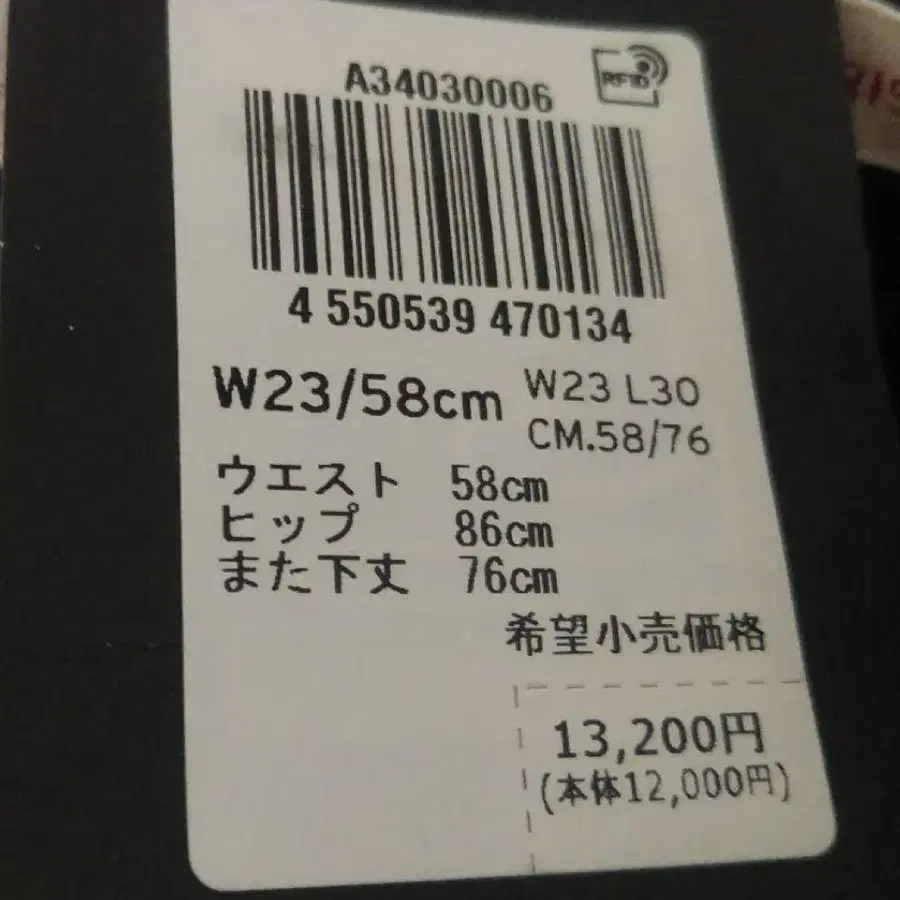 A34030006
RFID
4 550539 470134
W23/58cm
W23 L30
CM.58/76
ウエスト 58cm
ヒップ 86cm
また下丈 76cm
希望小売価格
13,200円
(本体12,000円)